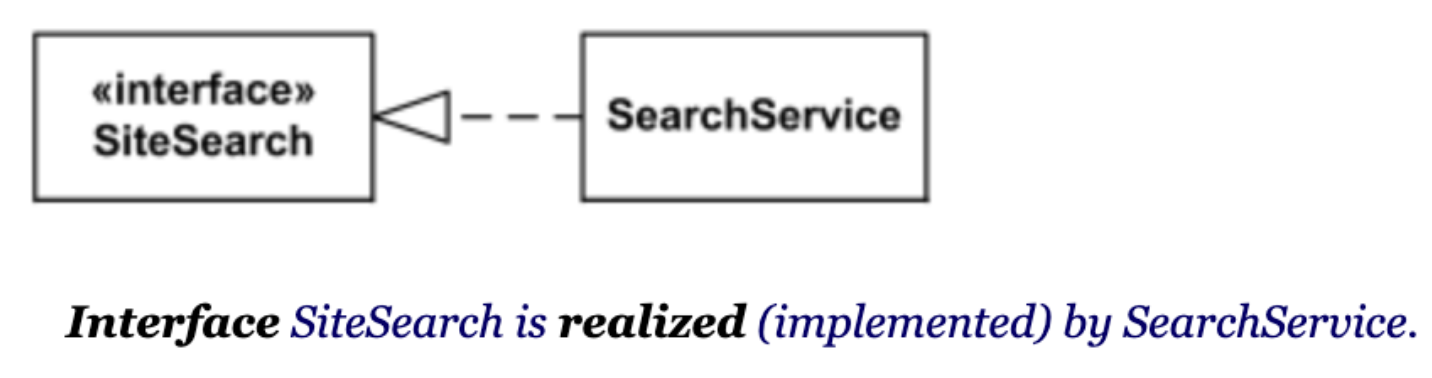 «interface»
SiteSearch
SearchService
Interface SiteSearch is realized (implemented) by SearchService.